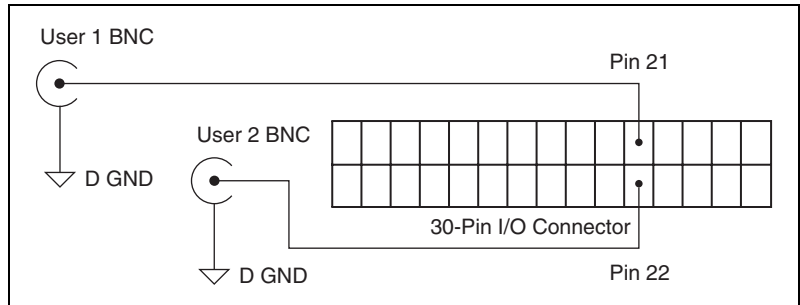 User 1 BNC
Pin 21
User 2 BNC
D GND
30-Pin I/O Connector
D GND
Pin 22